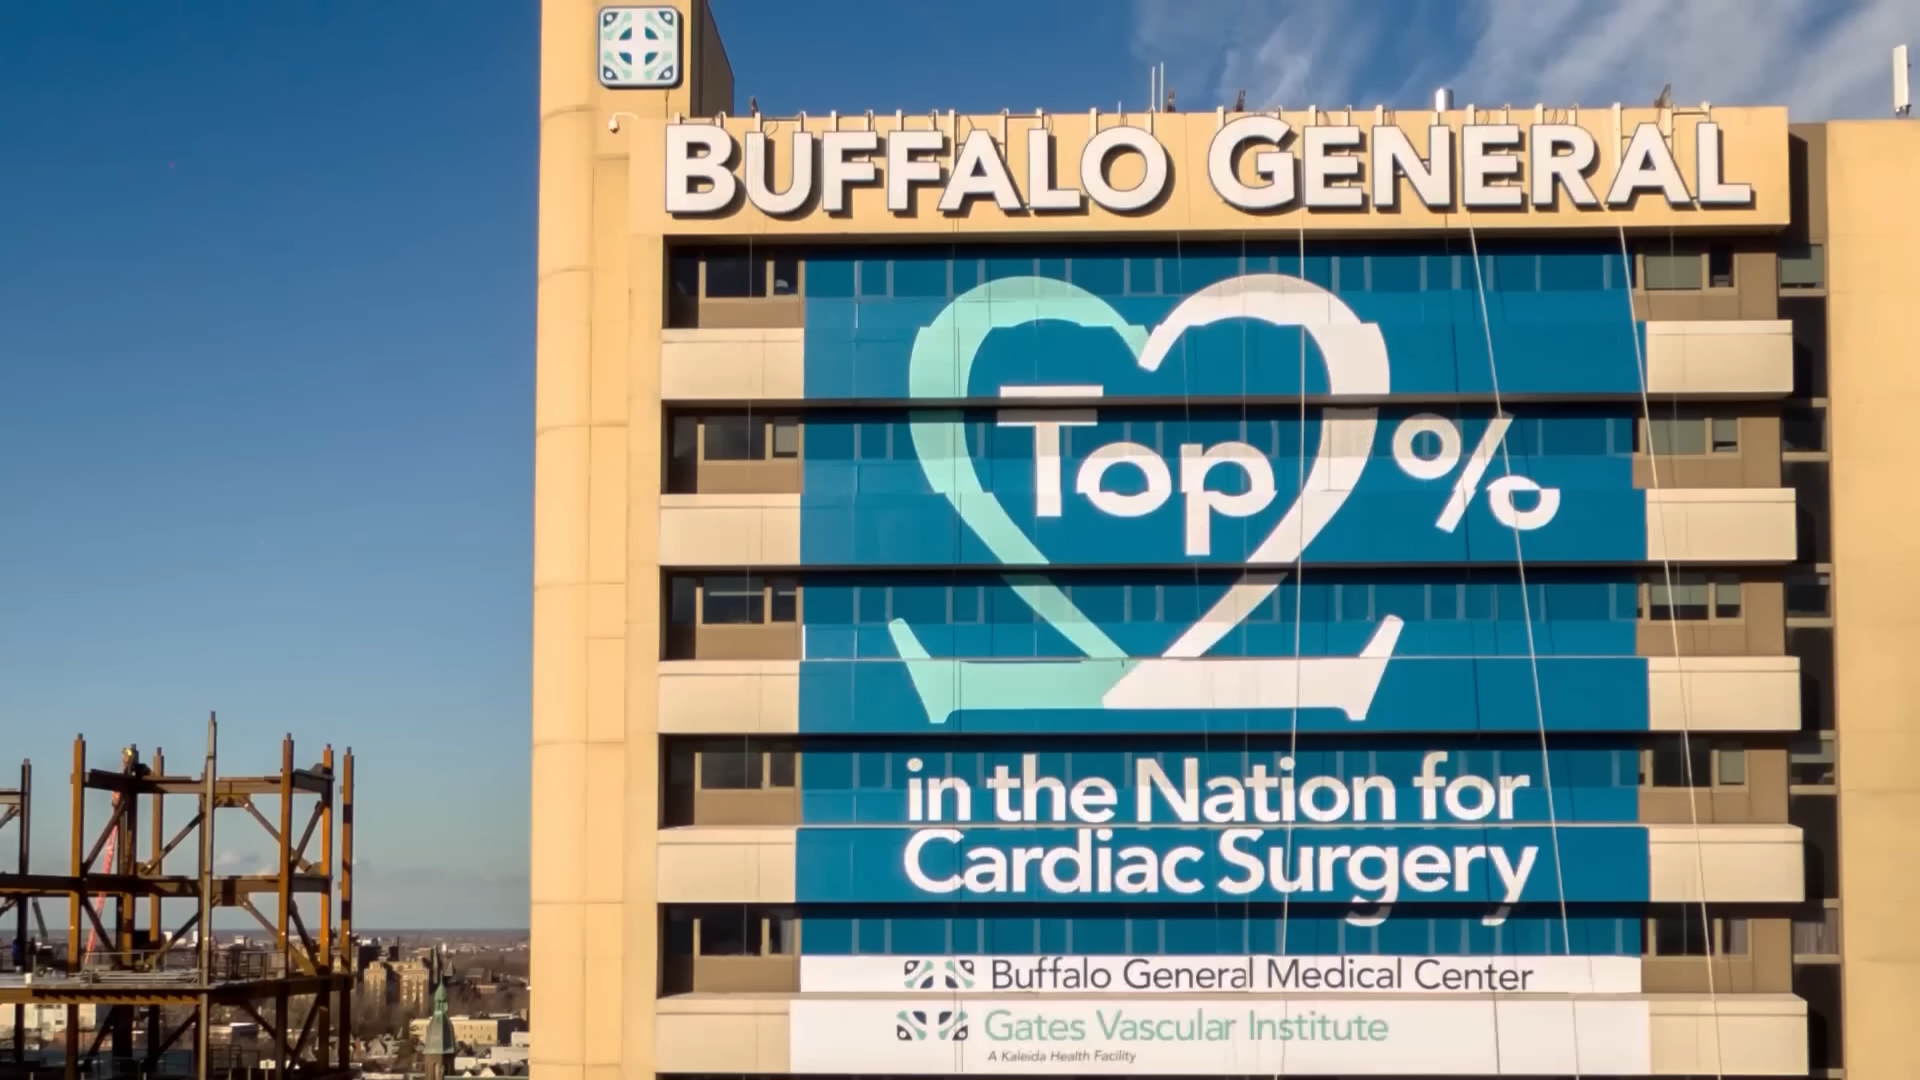 BUFFALO GENERAL
Top %
in the Nation for
Cardiac Surgery
Buffalo General Medical Center
Gates Vascular Institute
A Kaleida Health Facility